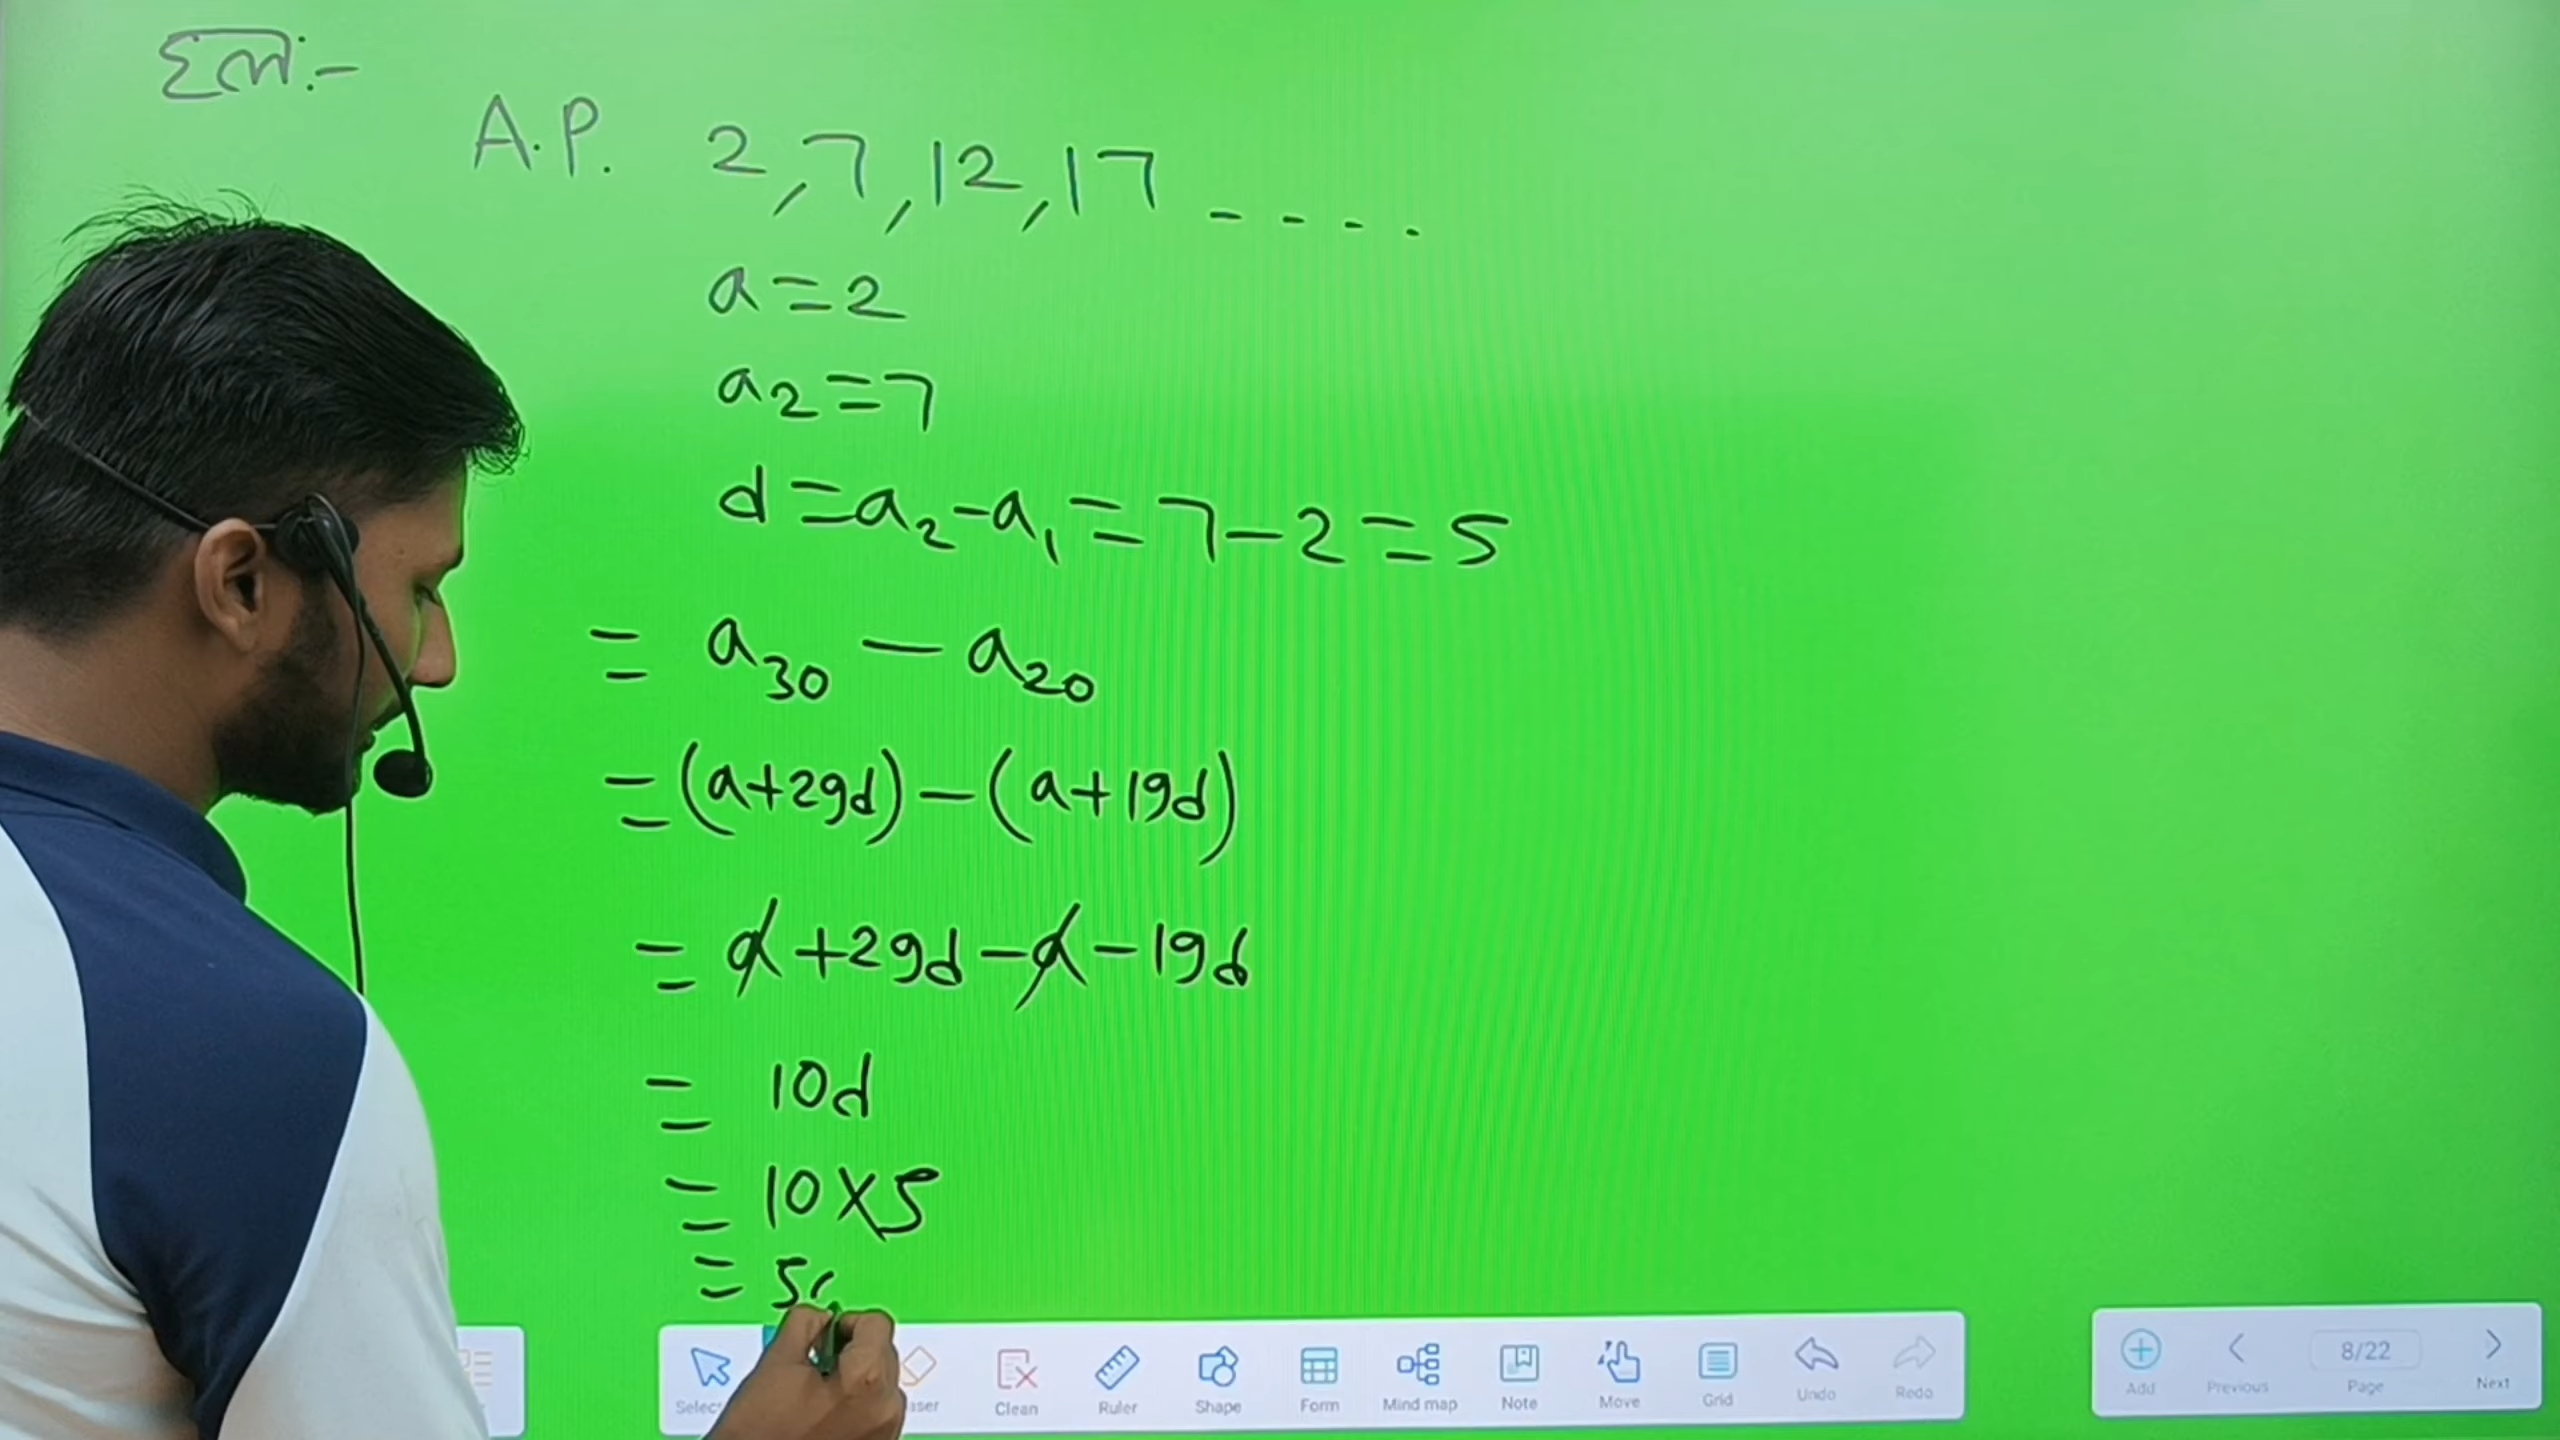 हल:-
A.P. 2, 7, 12, 17 - - - -
a = 2
a₂ = 7
d = a₂ - a₁ = 7 - 2 = 5
= a₃₀ - a₂₀
= (a + 29d) - (a + 19d)
= a + 29d - a - 19d
= 10d
= 10 × 5
= 5
Select
Clean
Ruler
Shape
Form
Mind map
Note
Move
Grid
Undo
Redo
Add
Previous
8/22
Page
Next